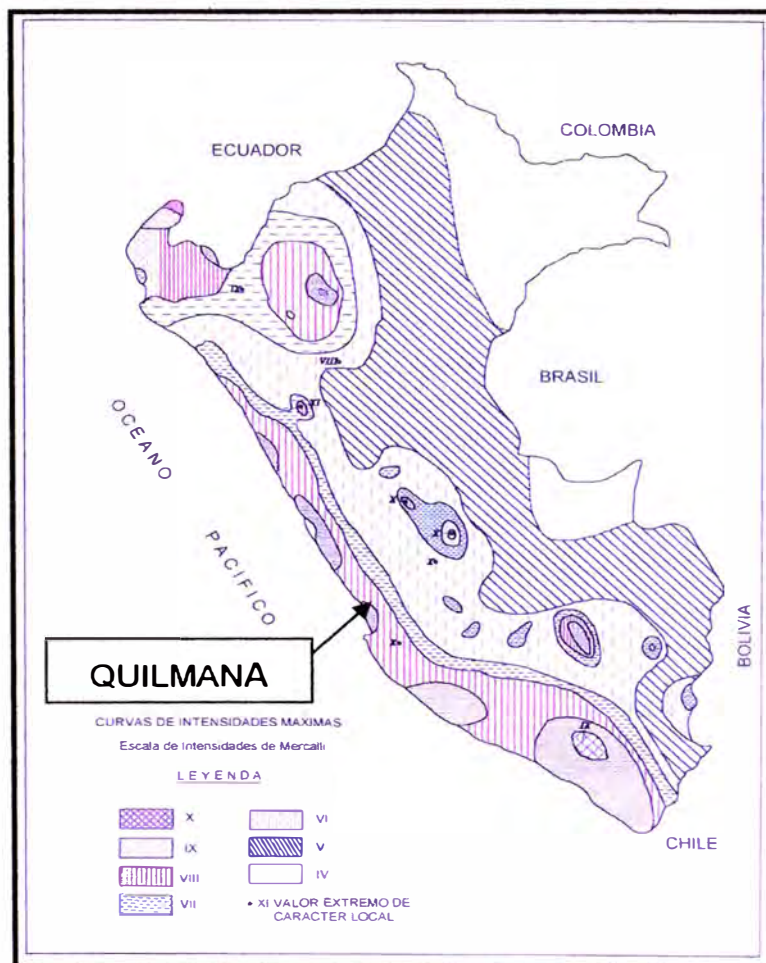 COLOMBIA
ECUADOR
BRASIL
OCEANO
PACIFICO
BOLIVIA
QUILMANA
CHILE
CURVAS DE INTENSIDADES MAXIMAS
Escala de Intensidades de Mercalli
LEYENDA
X
VI
IX
V
VIII
IV
VII
• XI VALOR EXTREMO DE
CARACTER LOCAL